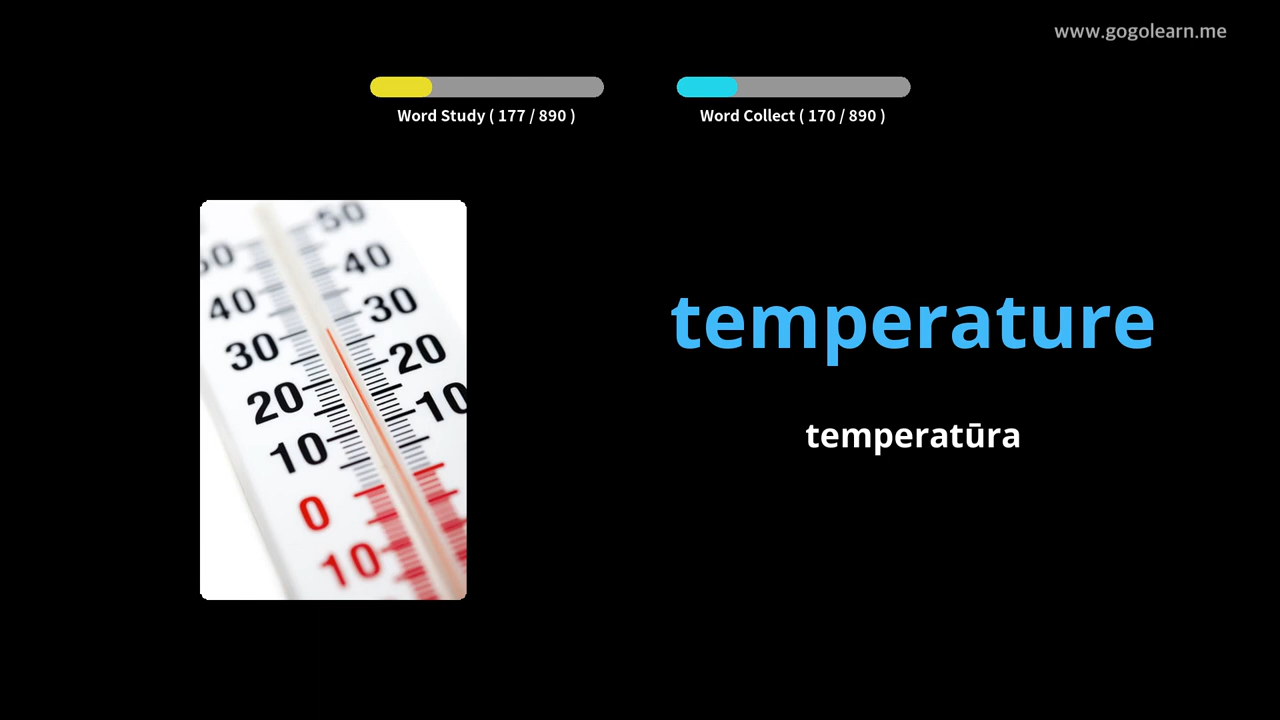 www.gogolearn.me
Word Study ( 177 / 890 )
Word Collect ( 170 / 890 )
50
50
40
40
30
30
20
20
10
10
0
10
temperature
temperatūra